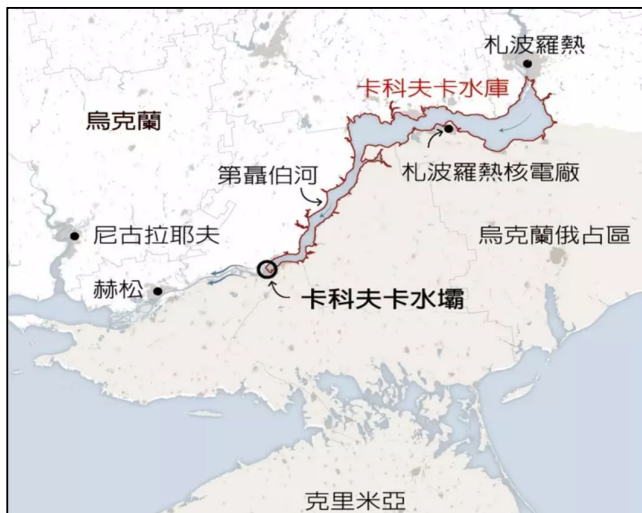 札波羅熱
卡科夫卡水庫
烏克蘭
第聶伯河
札波羅熱核電廠
尼古拉耶夫
烏克蘭俄占區
赫松
卡科夫卡水壩
克里米亞